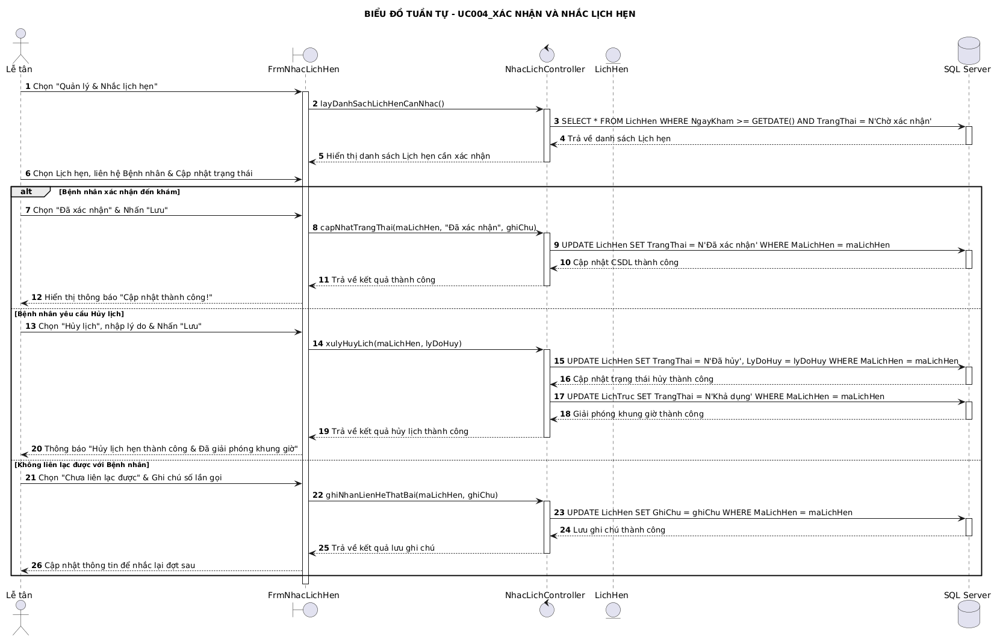 BIỂU ĐỒ TUẦN TỰ - UC004_XÁC NHẬN VÀ NHẮC LỊCH HẸN
Lễ tân FrmNhacLichHen NhacLichController LichHen SQL Server
1 Chọn "Quản lý & Nhắc lịch hẹn"
2 layDanhSachLichHenCanNhac()
3 SELECT * FROM LichHen WHERE NgayKham >= GETDATE() AND TrangThai = N'Chờ xác nhận'
4 Trả về danh sách Lịch hẹn
5 Hiển thị danh sách Lịch hẹn cần xác nhận
6 Chọn Lịch hẹn, liên hệ Bệnh nhân & Cập nhật trạng thái
alt [Bệnh nhân xác nhận đến khám]
7 Chọn "Đã xác nhận" & Nhấn "Lưu"
8 capNhatTrangThai(maLichHen, "Đã xác nhận", ghiChu)
9 UPDATE LichHen SET TrangThai = N'Đã xác nhận' WHERE MaLichHen = maLichHen
10 Cập nhật CSDL thành công
11 Trả về kết quả thành công
12 Hiển thị thông báo "Cập nhật thành công!"
[Bệnh nhân yêu cầu Hủy lịch]
13 Chọn "Hủy lịch", nhập lý do & Nhấn "Lưu"
14 xulyHuyLich(maLichHen, lyDoHuy)
15 UPDATE LichHen SET TrangThai = N'Đã hủy', LyDoHuy = lyDoHuy WHERE MaLichHen = maLichHen
16 Cập nhật trạng thái hủy thành công
17 UPDATE LichTruc SET TrangThai = N'Khả dụng' WHERE MaLichHen = maLichHen
18 Giải phóng khung giờ thành công
19 Trả về kết quả hủy lịch thành công
20 Thông báo "Hủy lịch hẹn thành công & Đã giải phóng khung giờ"
[Không liên lạc được với Bệnh nhân]
21 Chọn "Chưa liên lạc được" & Ghi chú số lần gọi
22 ghiNhanLienHeThatBai(maLichHen, ghiChu)
23 UPDATE LichHen SET GhiChu = ghiChu WHERE MaLichHen = maLichHen
24 Lưu ghi chú thành công
25 Trả về kết quả lưu ghi chú
26 Cập nhật thông tin để nhắc lại đợt sau
Lễ tân FrmNhacLichHen NhacLichController LichHen SQL Server